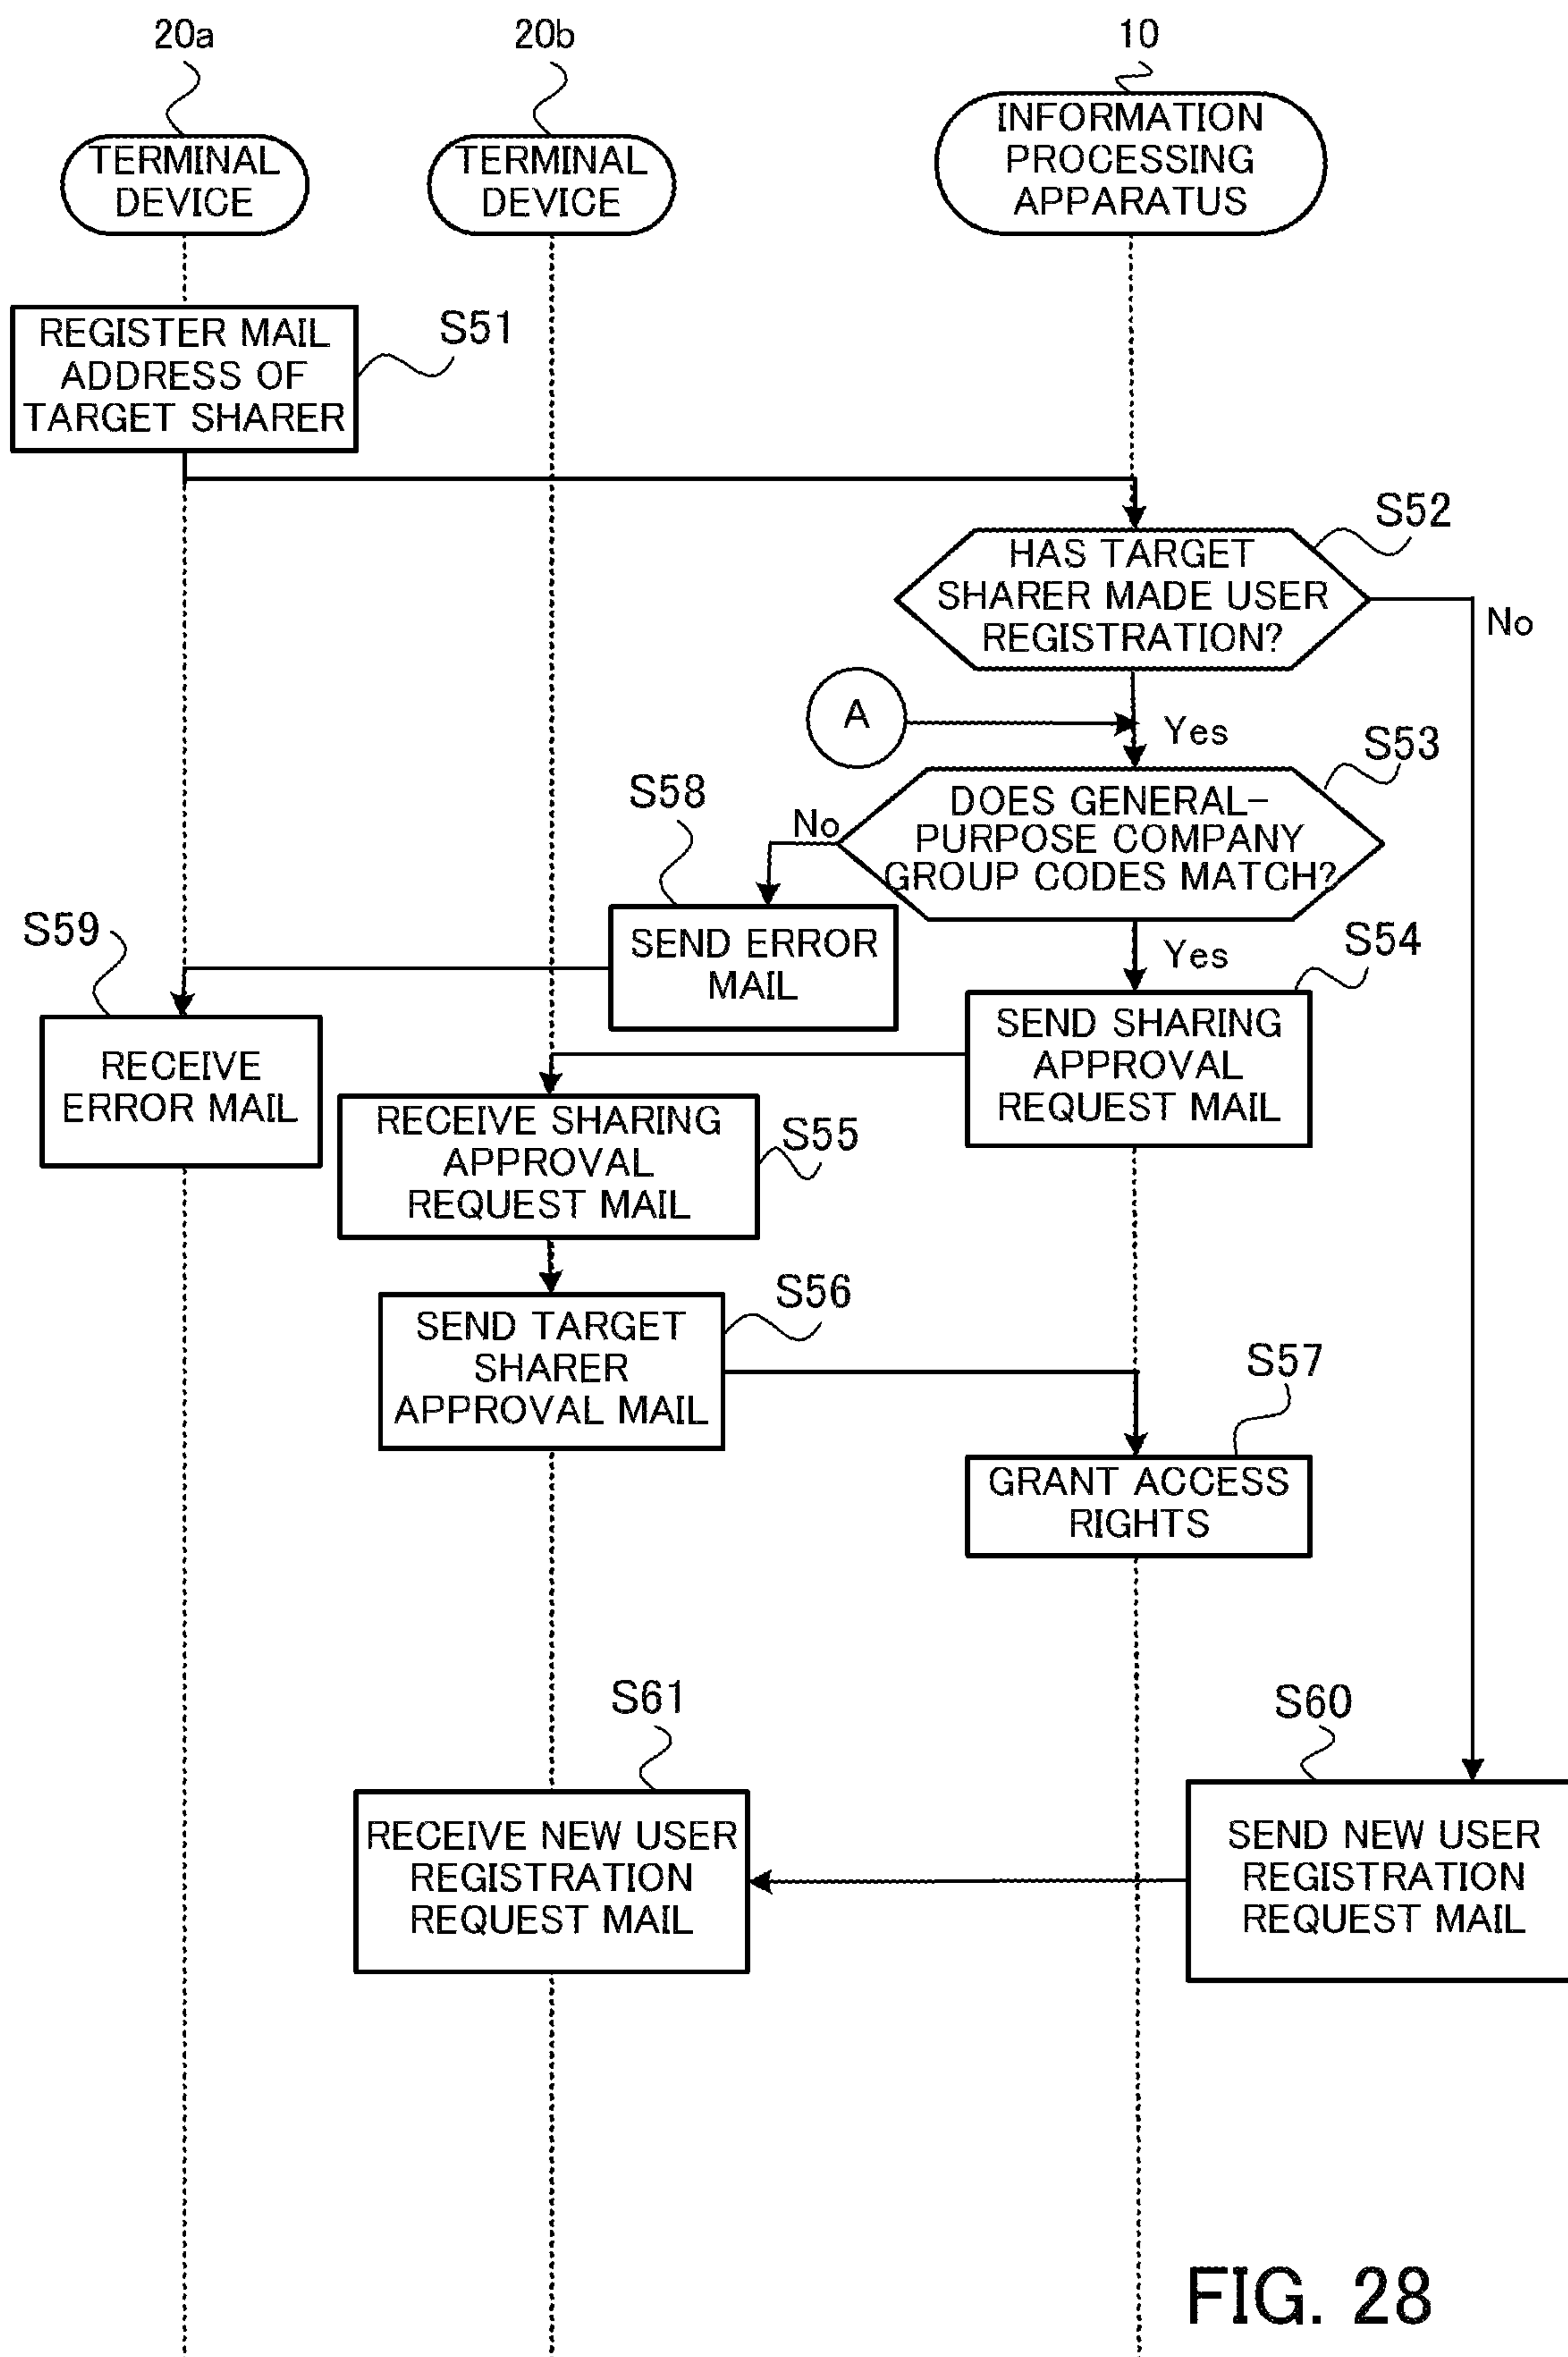 20a
20b
10
TERMINAL
DEVICE
TERMINAL
DEVICE
INFORMATION
PROCESSING
APPARATUS
REGISTER MAIL
ADDRESS OF
TARGET SHARER
S51
S52
HAS TARGET
SHARER MADE USER
REGISTRATION?
No
A
Yes
S53
DOES GENERAL-
PURPOSE COMPANY
GROUP CODES MATCH?
No
S58
SEND ERROR
MAIL
S59
RECEIVE
ERROR MAIL
Yes
S54
SEND SHARING
APPROVAL
REQUEST MAIL
RECEIVE SHARING
APPROVAL
REQUEST MAIL
S55
S56
SEND TARGET
SHARER
APPROVAL MAIL
S57
GRANT ACCESS
RIGHTS
S61
RECEIVE NEW USER
REGISTRATION
REQUEST MAIL
S60
SEND NEW USER
REGISTRATION
REQUEST MAIL
FIG. 28